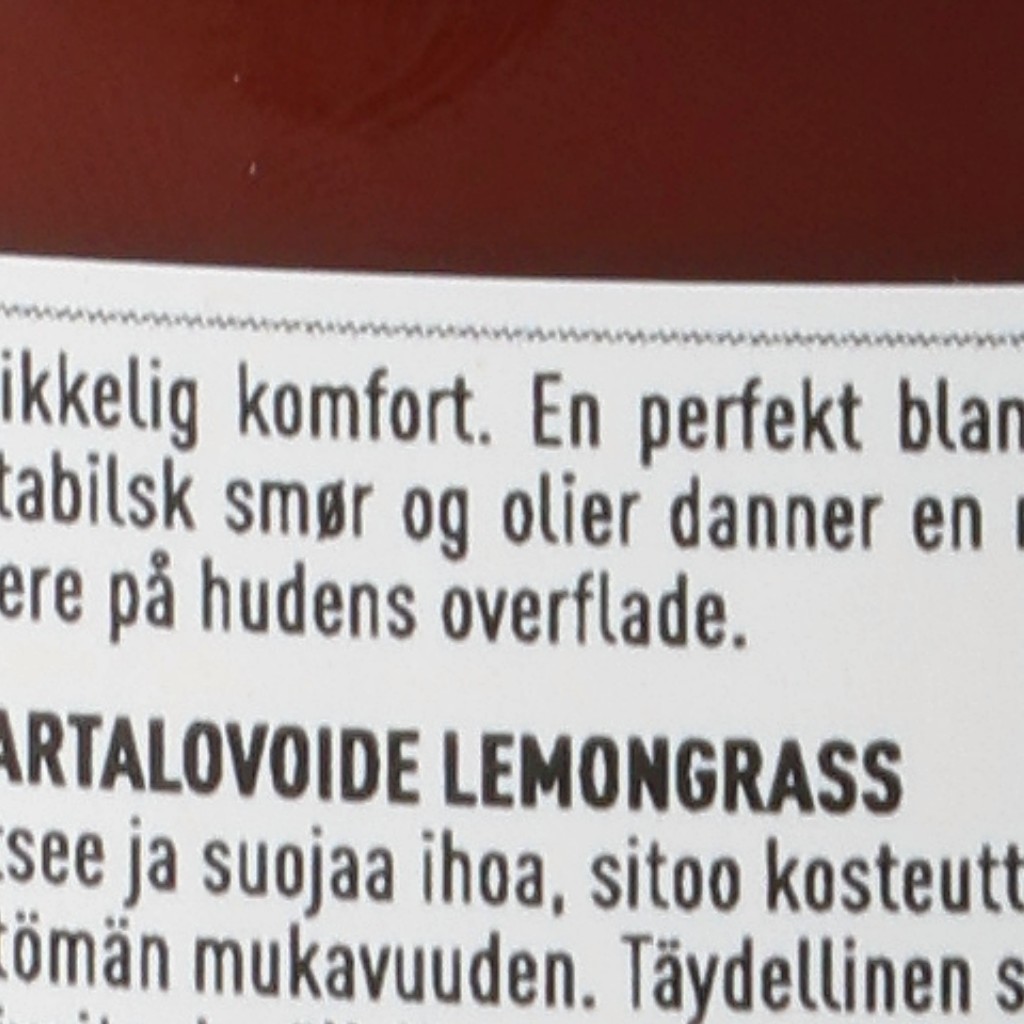 ikkelig komfort. En perfekt blan
tabilsk smør og olier danner en
ere på hudens overflade.
ARTALOVOIDE LEMONGRASS
tsee ja suojaa ihoa, sitoo kosteutt
tömän mukavuuden. Täydellinen s